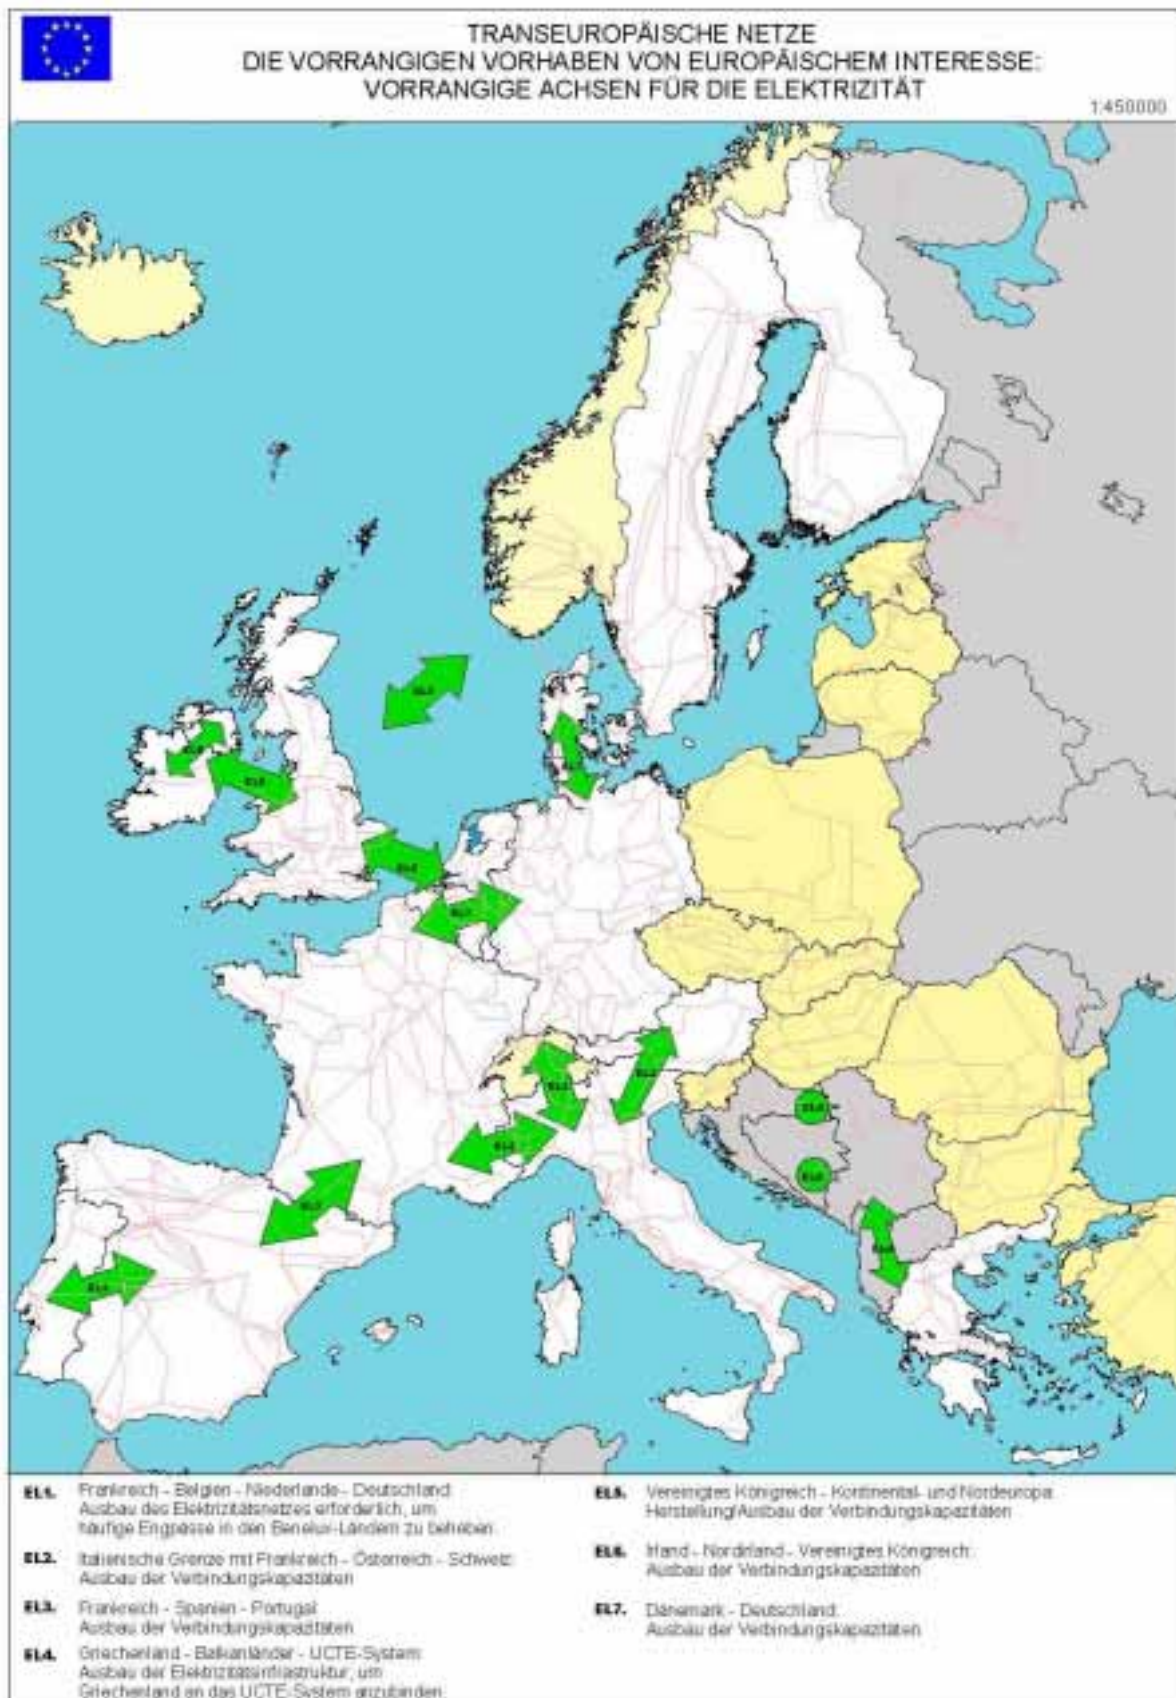 TRANSEUROPÄISCHE NETZE
DIE VORRANGIGEN VORHABEN VON EUROPÄISCHEM INTERESSE:
VORRANGIGE ACHSEN FÜR DIE ELEKTRIZITÄT
1:450000
EL1. Frankreich - Belgien - Niederlande - Deutschland:
Ausbau des Elektrizitätsnetzes erforderlich, um
häufige Engpässe in den Benelux-Ländern zu beheben
EL2. Italienische Grenze mit Frankreich - Österreich - Schweiz:
Ausbau der Verbindungskapazitäten
EL3. Frankreich - Spanien - Portugal:
Ausbau der Verbindungskapazitäten
EL4. Griechenland - Balkanländer - UCTE-System:
Ausbau der Elektrizitätsinfrastruktur, um
Griechenland an das UCTE-System anzubinden
EL5. Vereinigtes Königreich - Kontinental- und Nordeuropa:
Herstellung/Ausbau der Verbindungskapazitäten
EL6. Irland - Nordirland - Vereinigtes Königreich:
Ausbau der Verbindungskapazitäten
EL7. Dänemark - Deutschland:
Ausbau der Verbindungskapazitäten